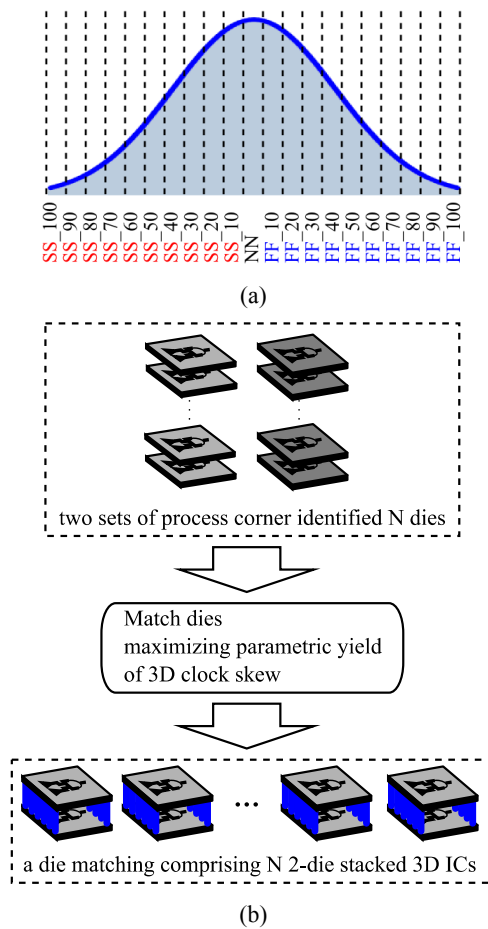 SS_100
SS_90
SS_80
SS_70
SS_60
SS_50
SS_40
SS_30
SS_20
SS_10
NN
FF_10
FF_20
FF_30
FF_40
FF_50
FF_60
FF_70
FF_80
FF_90
FF_100
(a)
two sets of process corner identified N dies
Match dies
maximizing parametric yield
of 3D clock skew
...
a die matching comprising N 2-die stacked 3D ICs
(b)